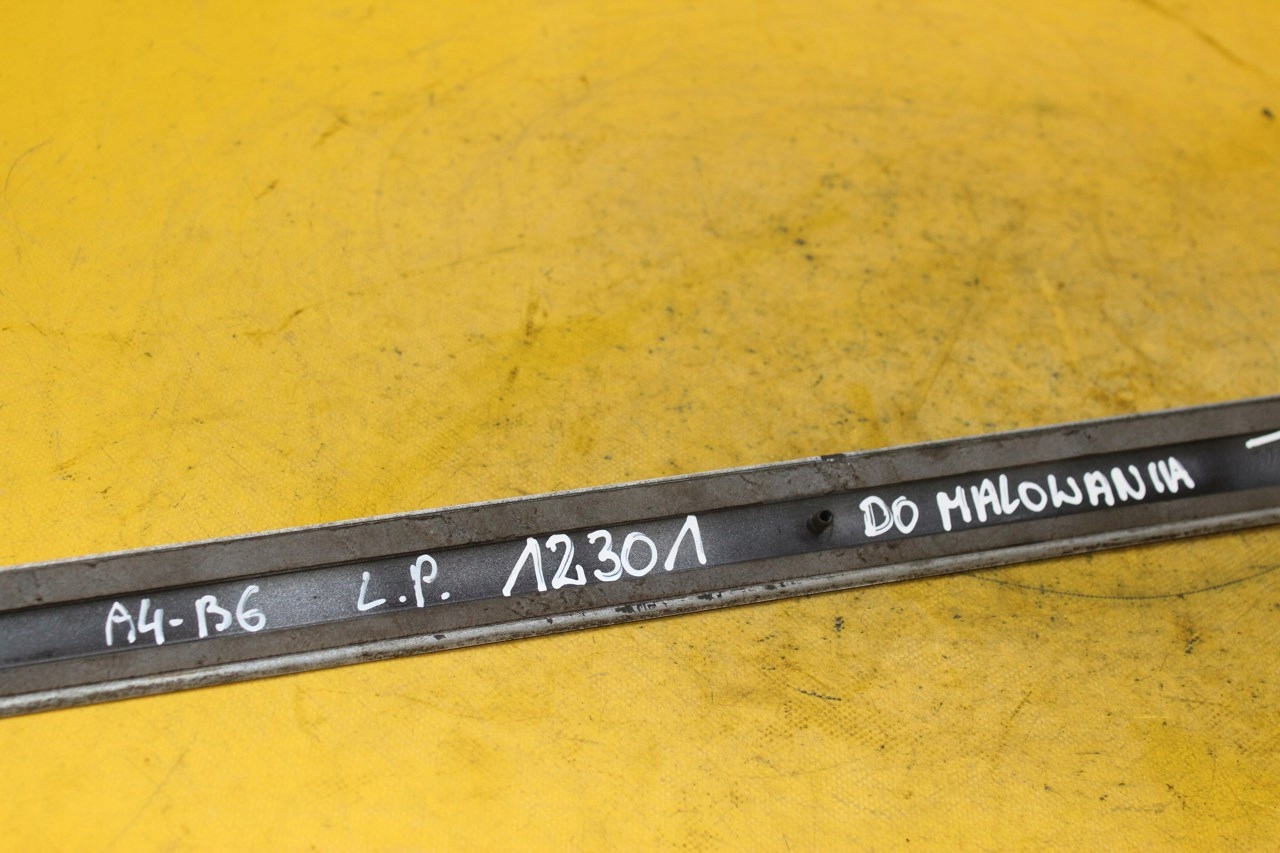 A4-B6 L.P. 12301 DO MALOWANIA